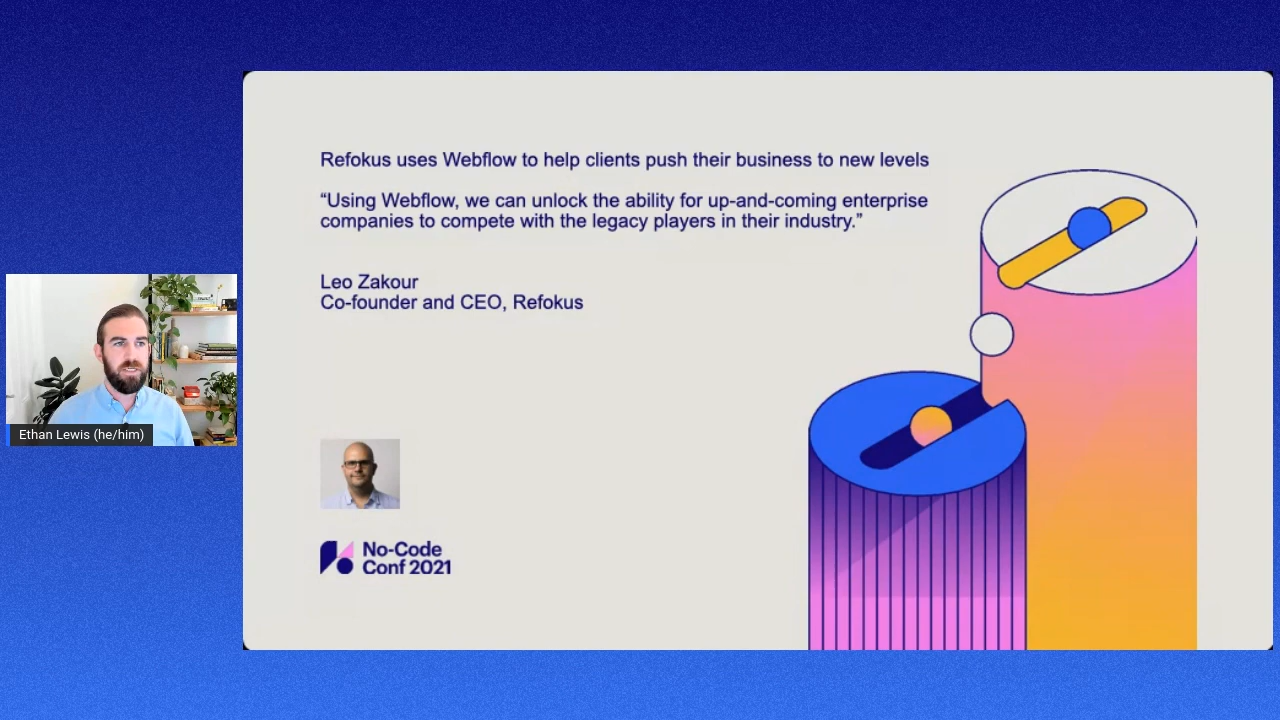 Refokus uses Webflow to help clients push their business to new levels
“Using Webflow, we can unlock the ability for up-and-coming enterprise
companies to compete with the legacy players in their industry.”
Leo Zakour
Co-founder and CEO, Refokus
Ethan Lewis (he/him)
No-Code
Conf 2021